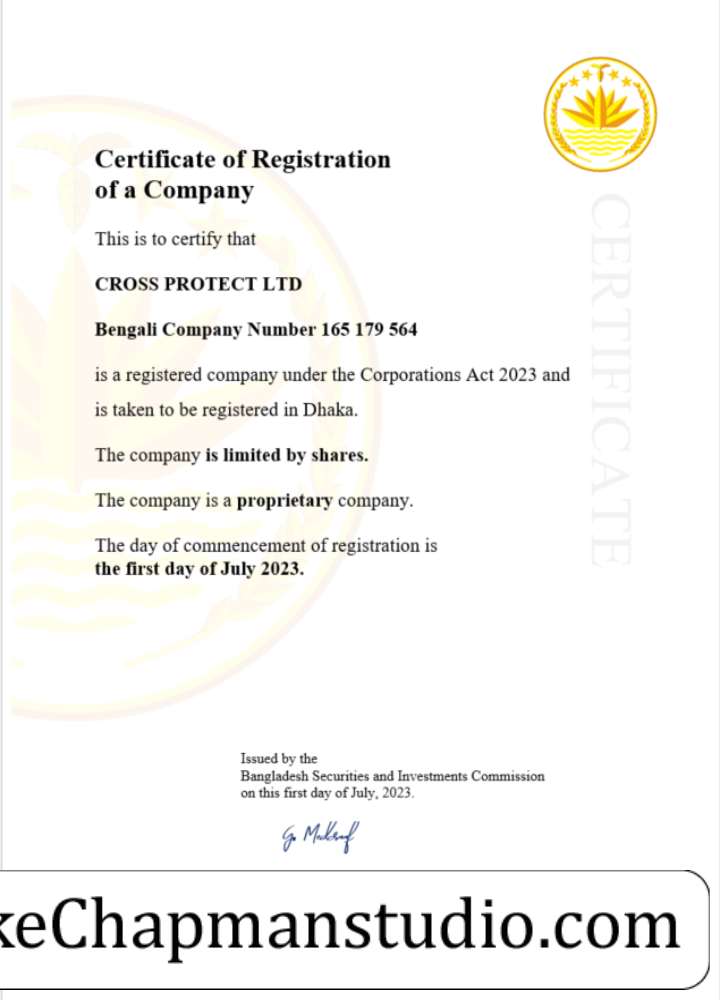 Certificate of Registration
of a Company
This is to certify that
CROSS PROTECT LTD
Bengali Company Number 165 179 564
is a registered company under the Corporations Act 2023 and
is taken to be registered in Dhaka.
The company is limited by shares.
The company is a proprietary company.
The day of commencement of registration is
the first day of July 2023.
CERTIFICATE
Issued by the
Bangladesh Securities and Investments Commission
on this first day of July, 2023.
keChapmanstudio.com